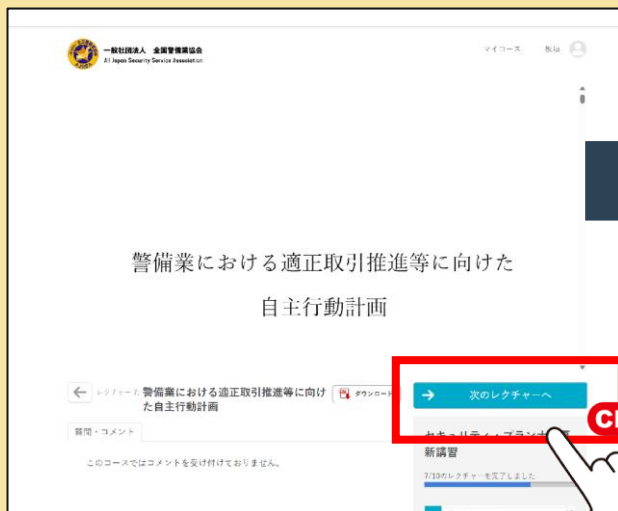 一般社団法人 全国警備業協会
All Japan Security Service Association
マイコース
警備業における適正取引推進等に向けた
自主行動計画
レクチャー7: 警備業における適正取引推進等に向け
た自主行動計画
ダウンロード
次のレクチャーへ
質問・コメント
このコースではコメントを受け付けておりません。
新講習
7/10のレクチャーを完了しました